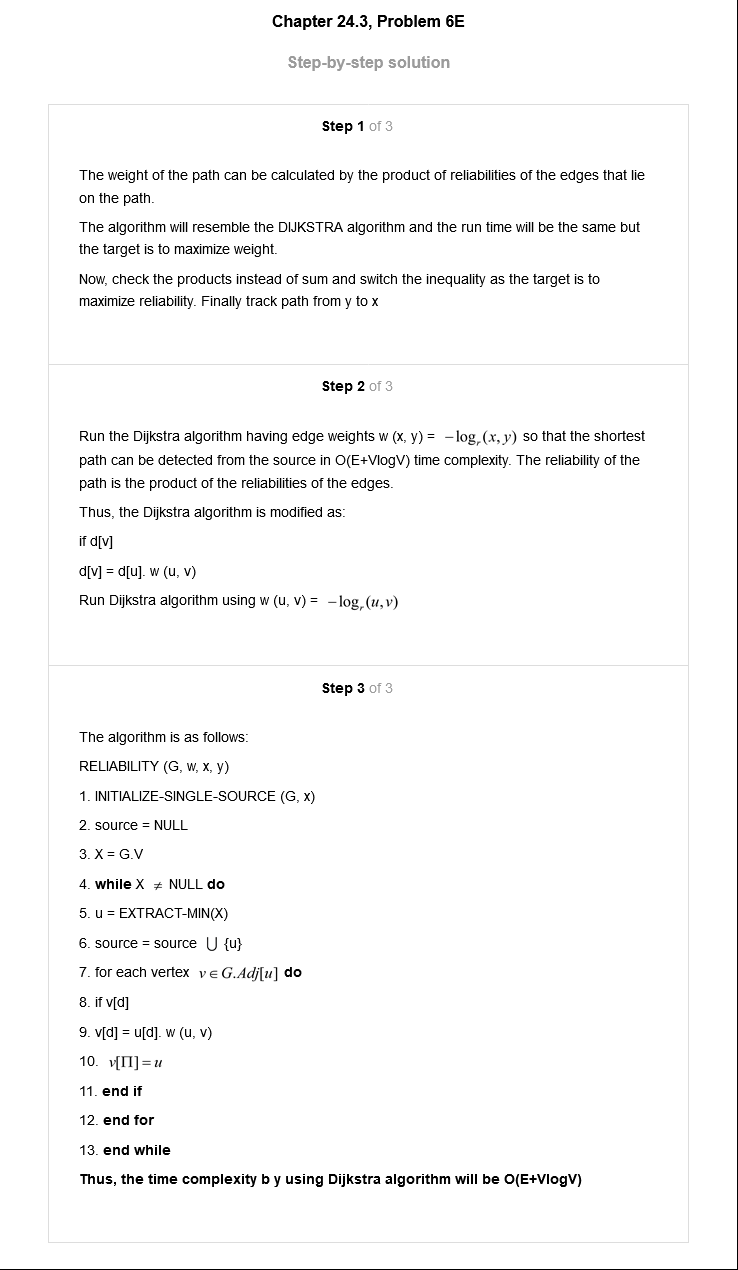 Chapter 24.3, Problem 6E
Step-by-step solution
Step 1 of 3
The weight of the path can be calculated by the product of reliabilities of the edges that lie
on the path.
The algorithm will resemble the DIJKSTRA algorithm and the run time will be the same but
the target is to maximize weight.
Now, check the products instead of sum and switch the inequality as the target is to
maximize reliability. Finally track path from y to x
Step 2 of 3
Run the Dijkstra algorithm having edge weights w (x, y) = −log_r(x, y) so that the shortest
path can be detected from the source in O(E+VlogV) time complexity. The reliability of the
path is the product of the reliabilities of the edges.
Thus, the Dijkstra algorithm is modified as:
if d[v]
d[v] = d[u]. w (u, v)
Run Dijkstra algorithm using w (u, v) = −log_r(u, v)
Step 3 of 3
The algorithm is as follows:
RELIABILITY (G, w, x, y)
1. INITIALIZE-SINGLE-SOURCE (G, x)
2. source = NULL
3. X = G.V
4. while X ≠ NULL do
5. u = EXTRACT-MIN(X)
6. source = source ∪ {u}
7. for each vertex v ∈ G.Adj[u] do
8. if v[d]
9. v[d] = u[d]. w (u, v)
10. v[Π] = u
11. end if
12. end for
13. end while
Thus, the time complexity b y using Dijkstra algorithm will be O(E+VlogV)